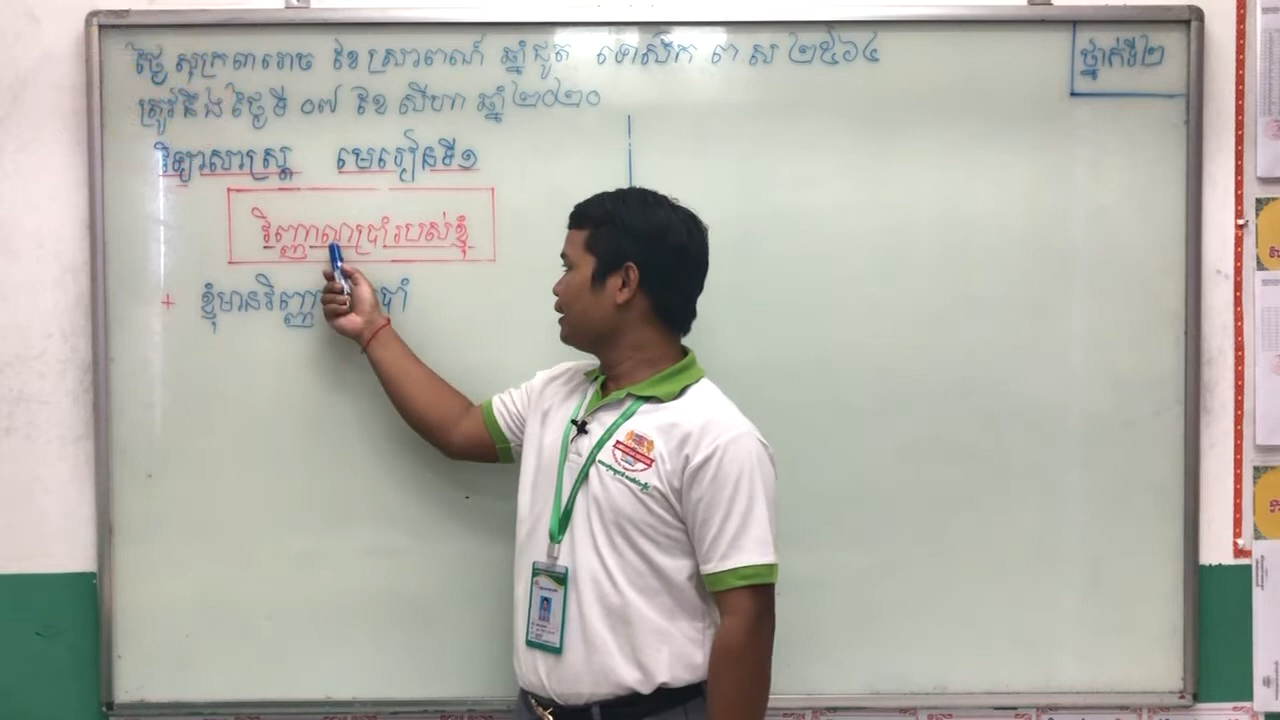 ថ្ងៃ សុក្រ ៣ រោច ខែ ស្រាពណ៍ ឆ្នាំ ជូត ទោស័ក ព.ស ២៥៦៤
ថ្នាក់ទី២
ត្រូវនឹង ថ្ងៃ ទី ០៧ ខែ សីហា ឆ្នាំ ២០២០
វិទ្យាសាស្ត្រ មេរៀនទី១
វិញ្ញាណប្រាំរបស់ខ្ញុំ
+ ខ្ញុំមានវិញ្ញា